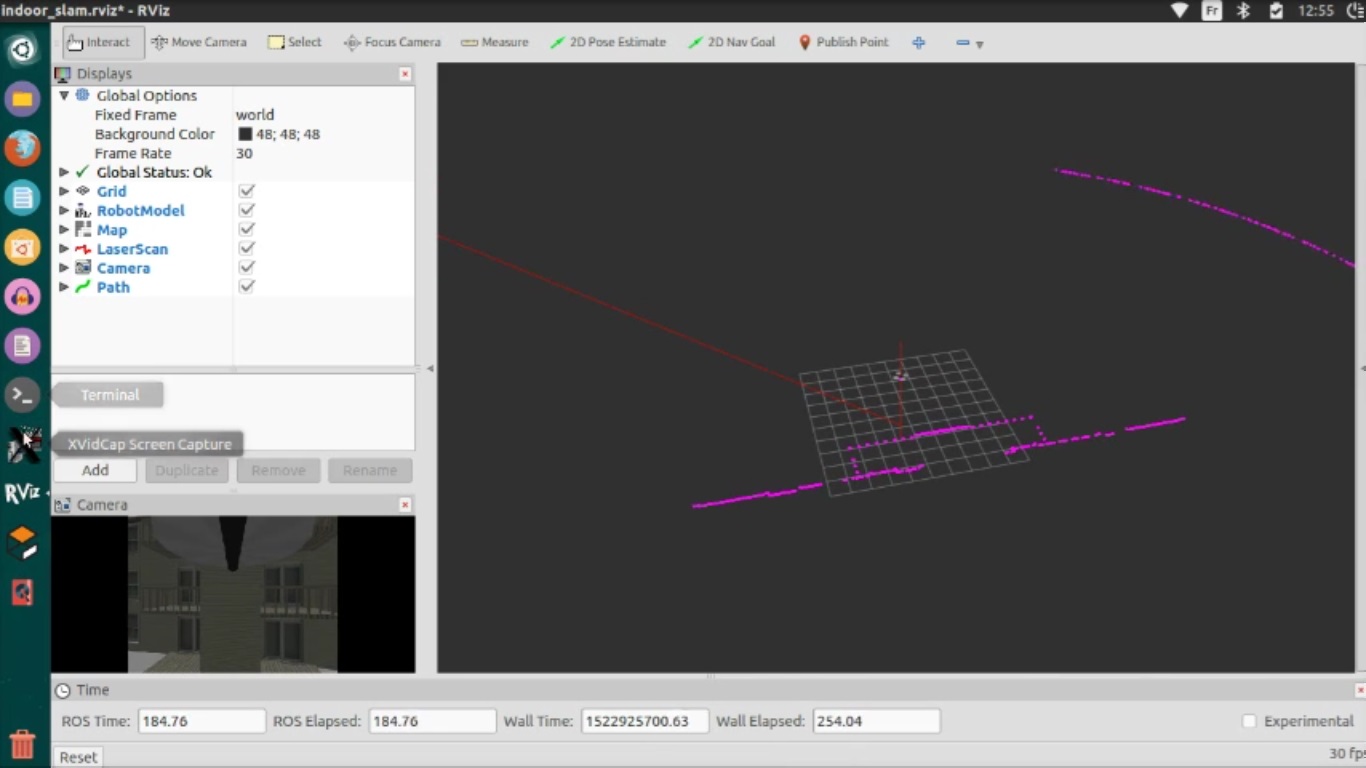 indoor_slam.rviz* - RViz
Fr
12:55
Interact Move Camera Select Focus Camera Measure 2D Pose Estimate 2D Nav Goal Publish Point
Displays
Global Options
Fixed Frame world
Background Color 48; 48; 48
Frame Rate 30
Global Status: Ok
Grid
RobotModel
Map
LaserScan
Camera
Path
Terminal
XVidCap Screen Capture
Add Duplicate Remove Rename
RViz
Camera
Time
ROS Time: 184.76 ROS Elapsed: 184.76 Wall Time: 1522925700.63 Wall Elapsed: 254.04 Experimental
Reset
30 fps